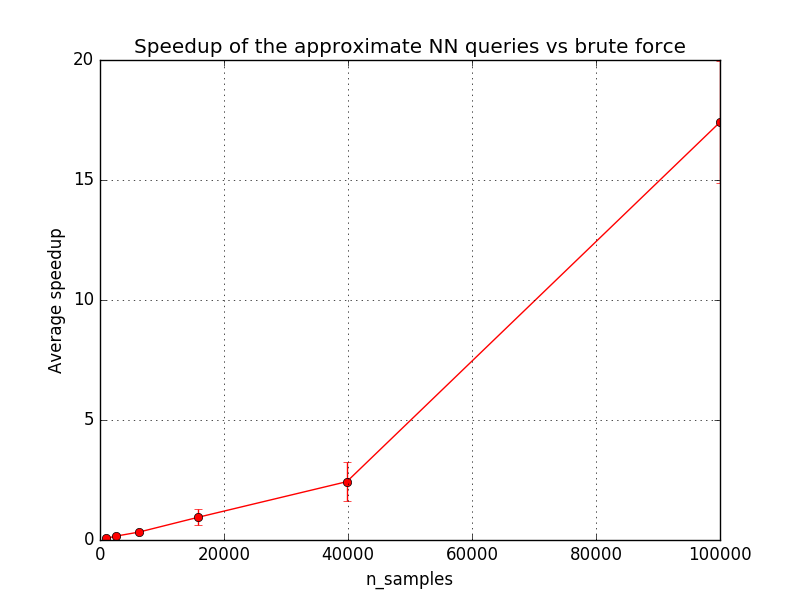 Speedup of the approximate NN queries vs brute force
20
15
10
5
0
Average speedup
0 20000 40000 60000 80000 100000
n_samples